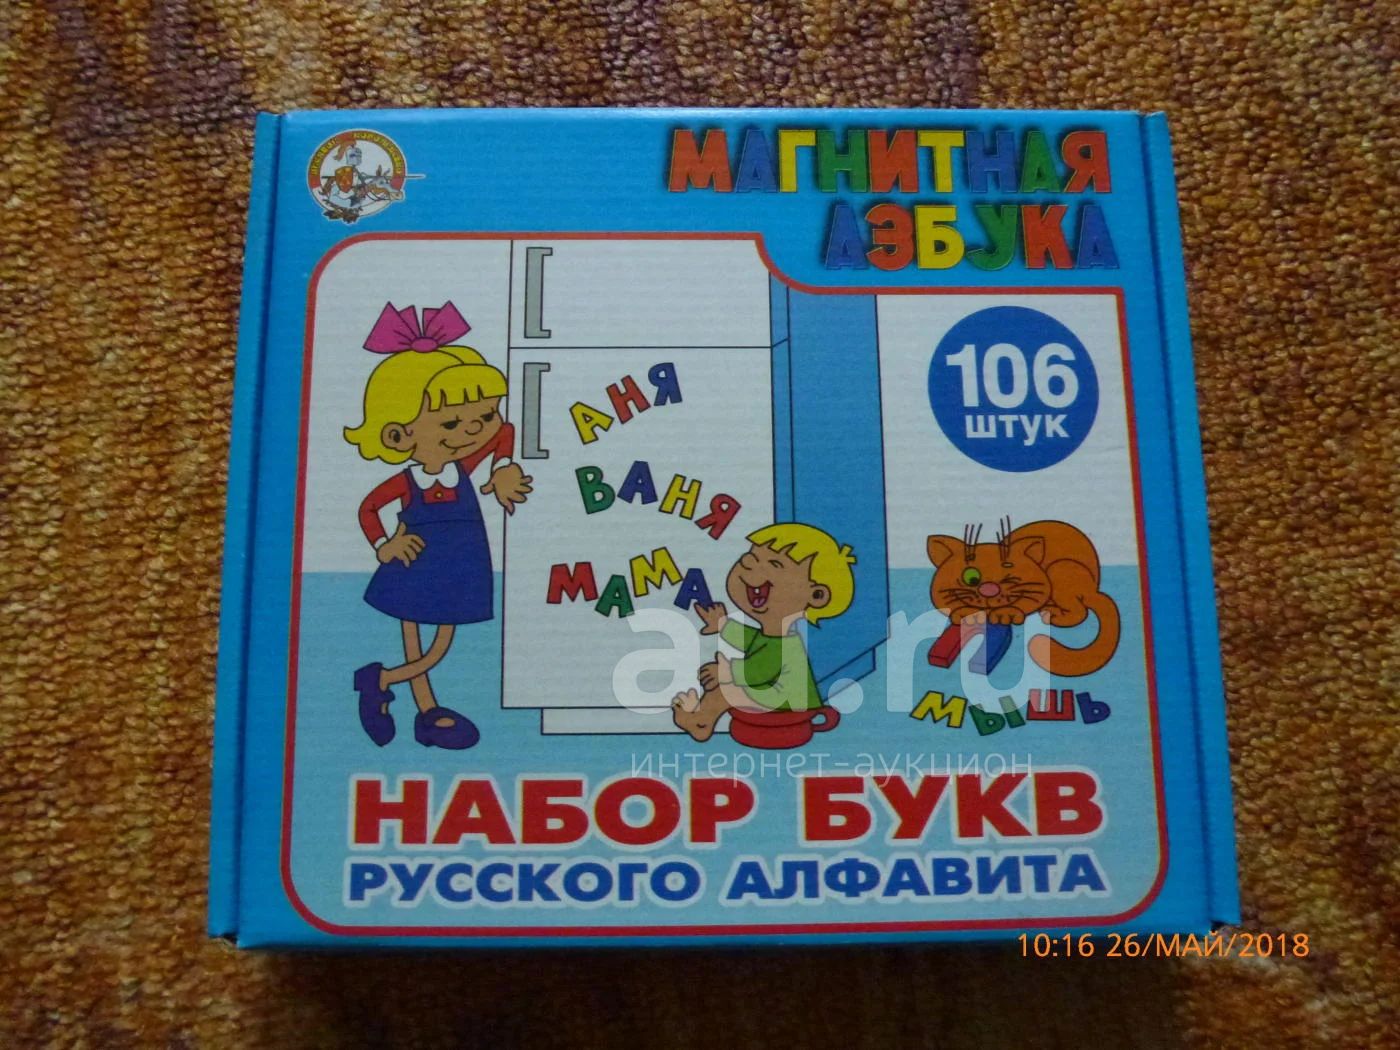 МАГНИТНАЯ
АЗБУКА
106
штук
АНЯ
ВАНЯ
МАМА
МЫШЬ
au.ru
интернет-аукцион
НАБОР БУКВ
РУССКОГО АЛФАВИТА
10:16 26/МАЙ/2018